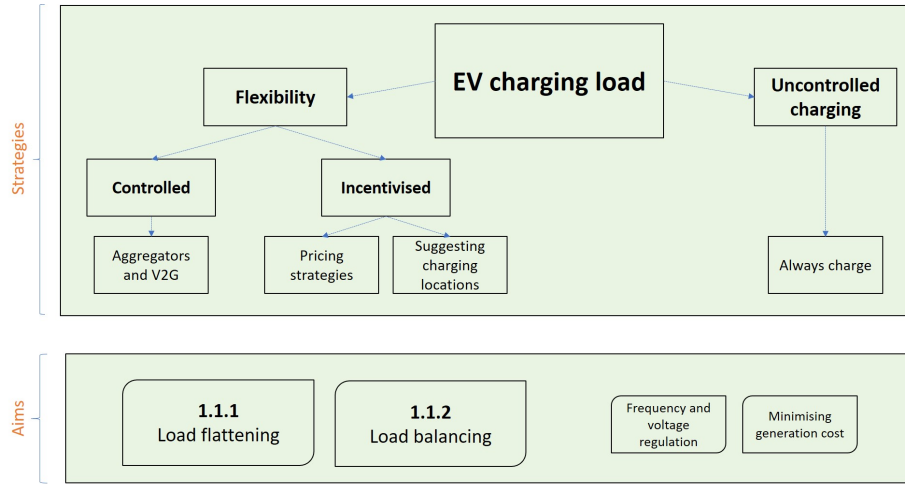 Strategies
EV charging load
Flexibility
Uncontrolled
charging
Controlled
Incentivised
Aggregators
and V2G
Pricing
strategies
Suggesting
charging
locations
Always charge
Aims
1.1.1
Load flattening
1.1.2
Load balancing
Frequency and
voltage
regulation
Minimising
generation cost